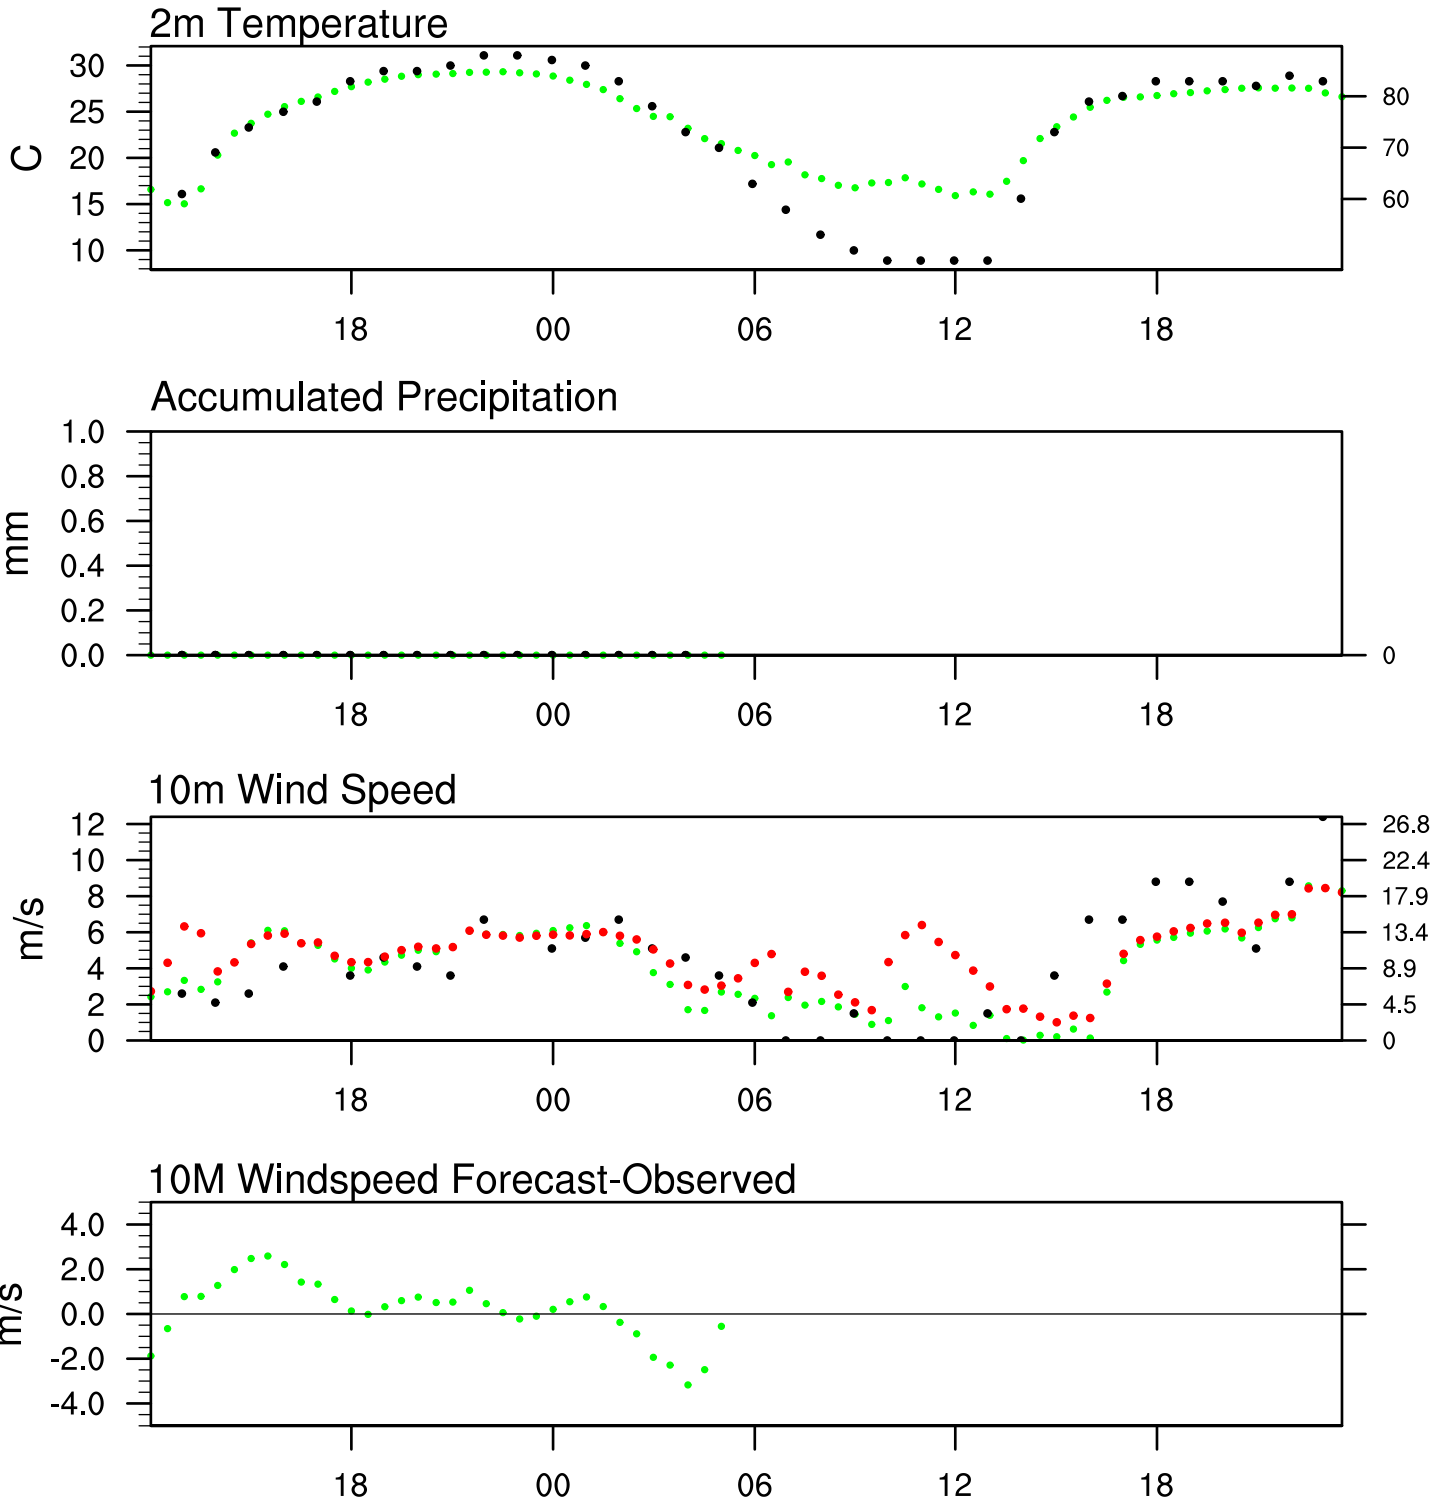 2m Temperature
30
25
20
15
10
C
80
70
60
18 00 06 12 18
Accumulated Precipitation
1.0
0.8
0.6
0.4
0.2
0.0
mm
0
18 00 06 12 18
10m Wind Speed
12
10
8
6
4
2
0
m/s
26.8
22.4
17.9
13.4
8.9
4.5
0
18 00 06 12 18
10M Windspeed Forecast-Observed
4.0
2.0
0.0
-2.0
-4.0
m/s
18 00 06 12 18